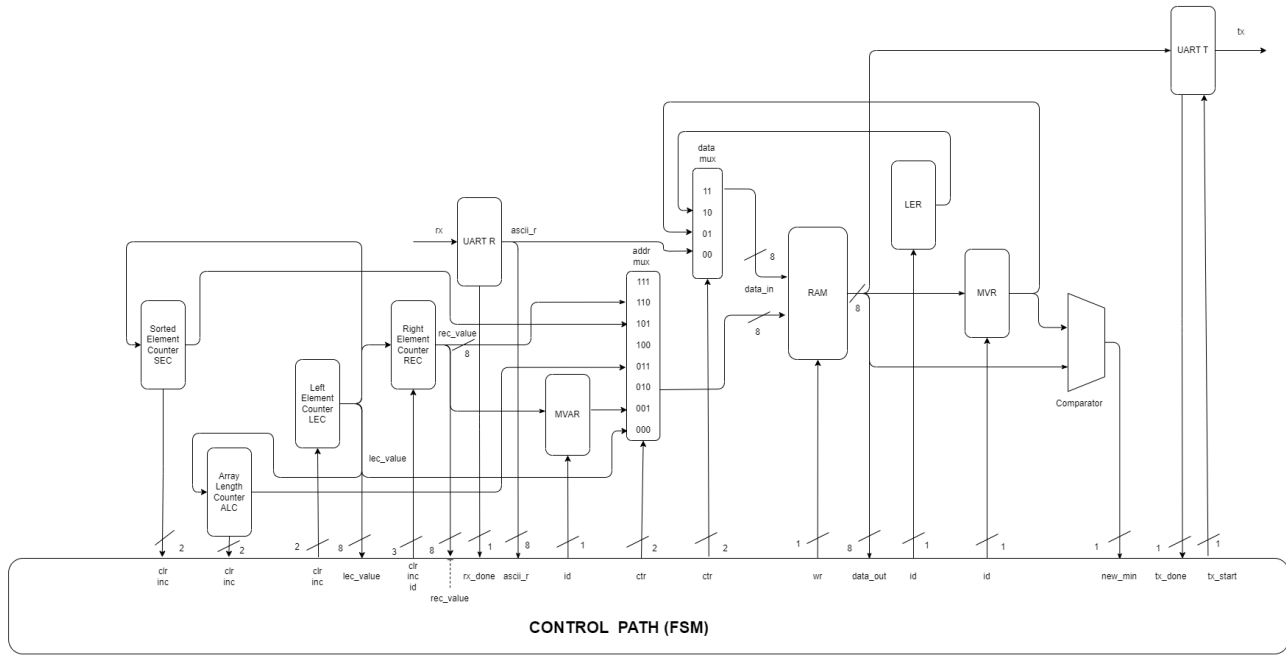 tx
UART T
data
mux
11
10
01
00
LER
rx
UART R
ascii_r
addr
mux
8
data_in
8
RAM
8
MVR
111
110
101
100
011
010
001
000
Sorted
Element
Counter
SEC
Right
Element
Counter
REC
rec_value
8
Left
Element
Counter
LEC
MVAR
Comparator
lec_value
Array
Length
Counter
ALC
2
2
2
8
3
8
1
8
1
2
2
1
8
1
1
1
1
1
clr
inc
clr
inc
clr
inc
lec_value
clr
inc
id
rec_value
rx_done
ascii_r
id
ctr
ctr
wr
data_out
id
id
new_min
tx_done
tx_start
CONTROL PATH (FSM)